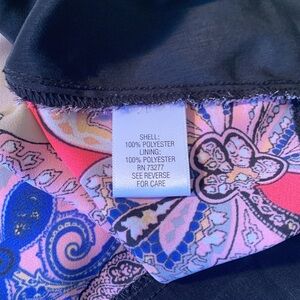 SHELL:
100% POLYESTER
LINING:
100% POLYESTER
RN 73277
SEE REVERSE
FOR CARE